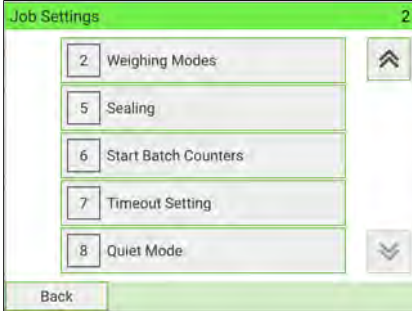 Job Settings 2
2 Weighing Modes
5 Sealing
6 Start Batch Counters
7 Timeout Setting
8 Quiet Mode
Back